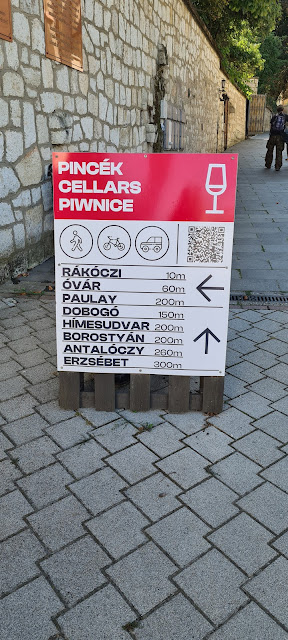 PINCÉK
CELLARS
PIWNICE
RÁKÓCZI 10m
ÓVÁR 60m
PAULAY 200m
DOBOGÓ 150m
HÍMESUDVAR 200m
BOROSTYÁN 200m
ANTALÓCZY 260m
ERZSÉBET 300m